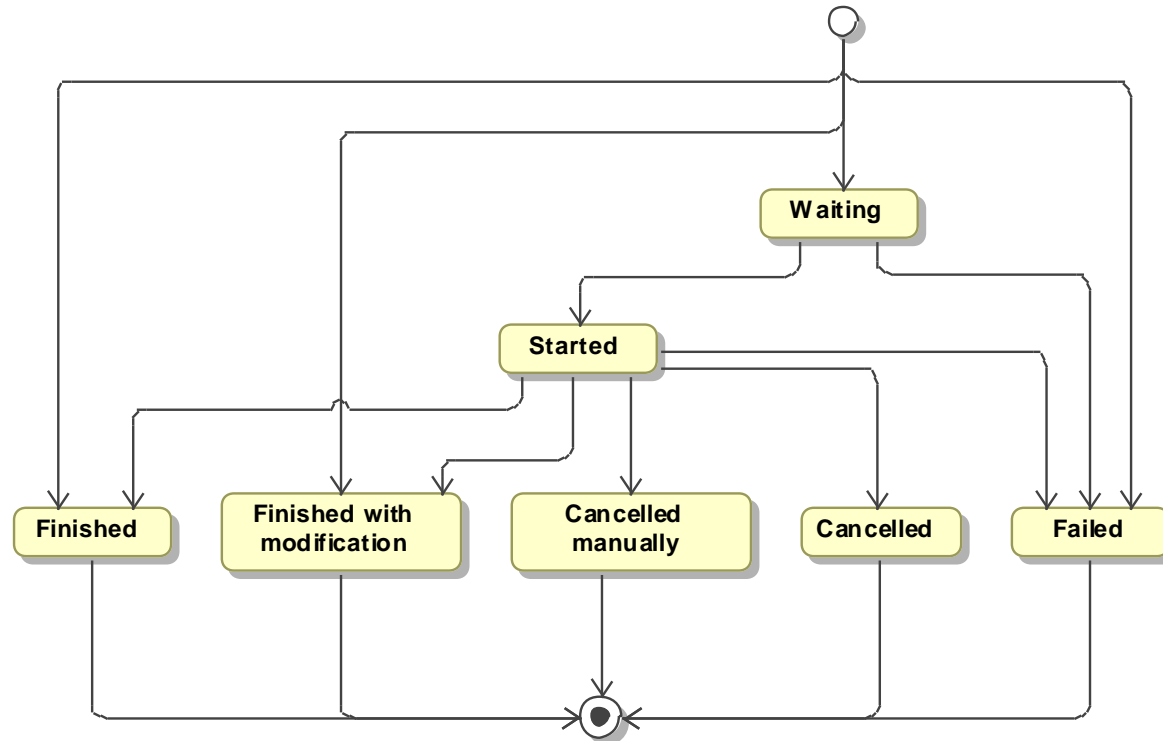 Waiting
Started
Finished
Finished with
modification
Cancelled
manually
Cancelled
Failed